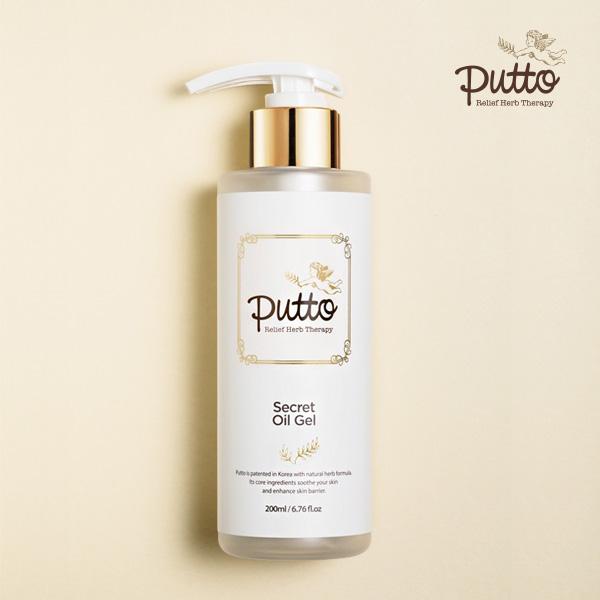 Putto
Relief Herb Therapy
Putto
Relief Herb Therapy
Secret
Oil Gel
Putto is patented in Korea with natural herb formula.
Its core ingredients soothe your skin
and enhance skin barrier.
200ml / 6.76 fl.oz